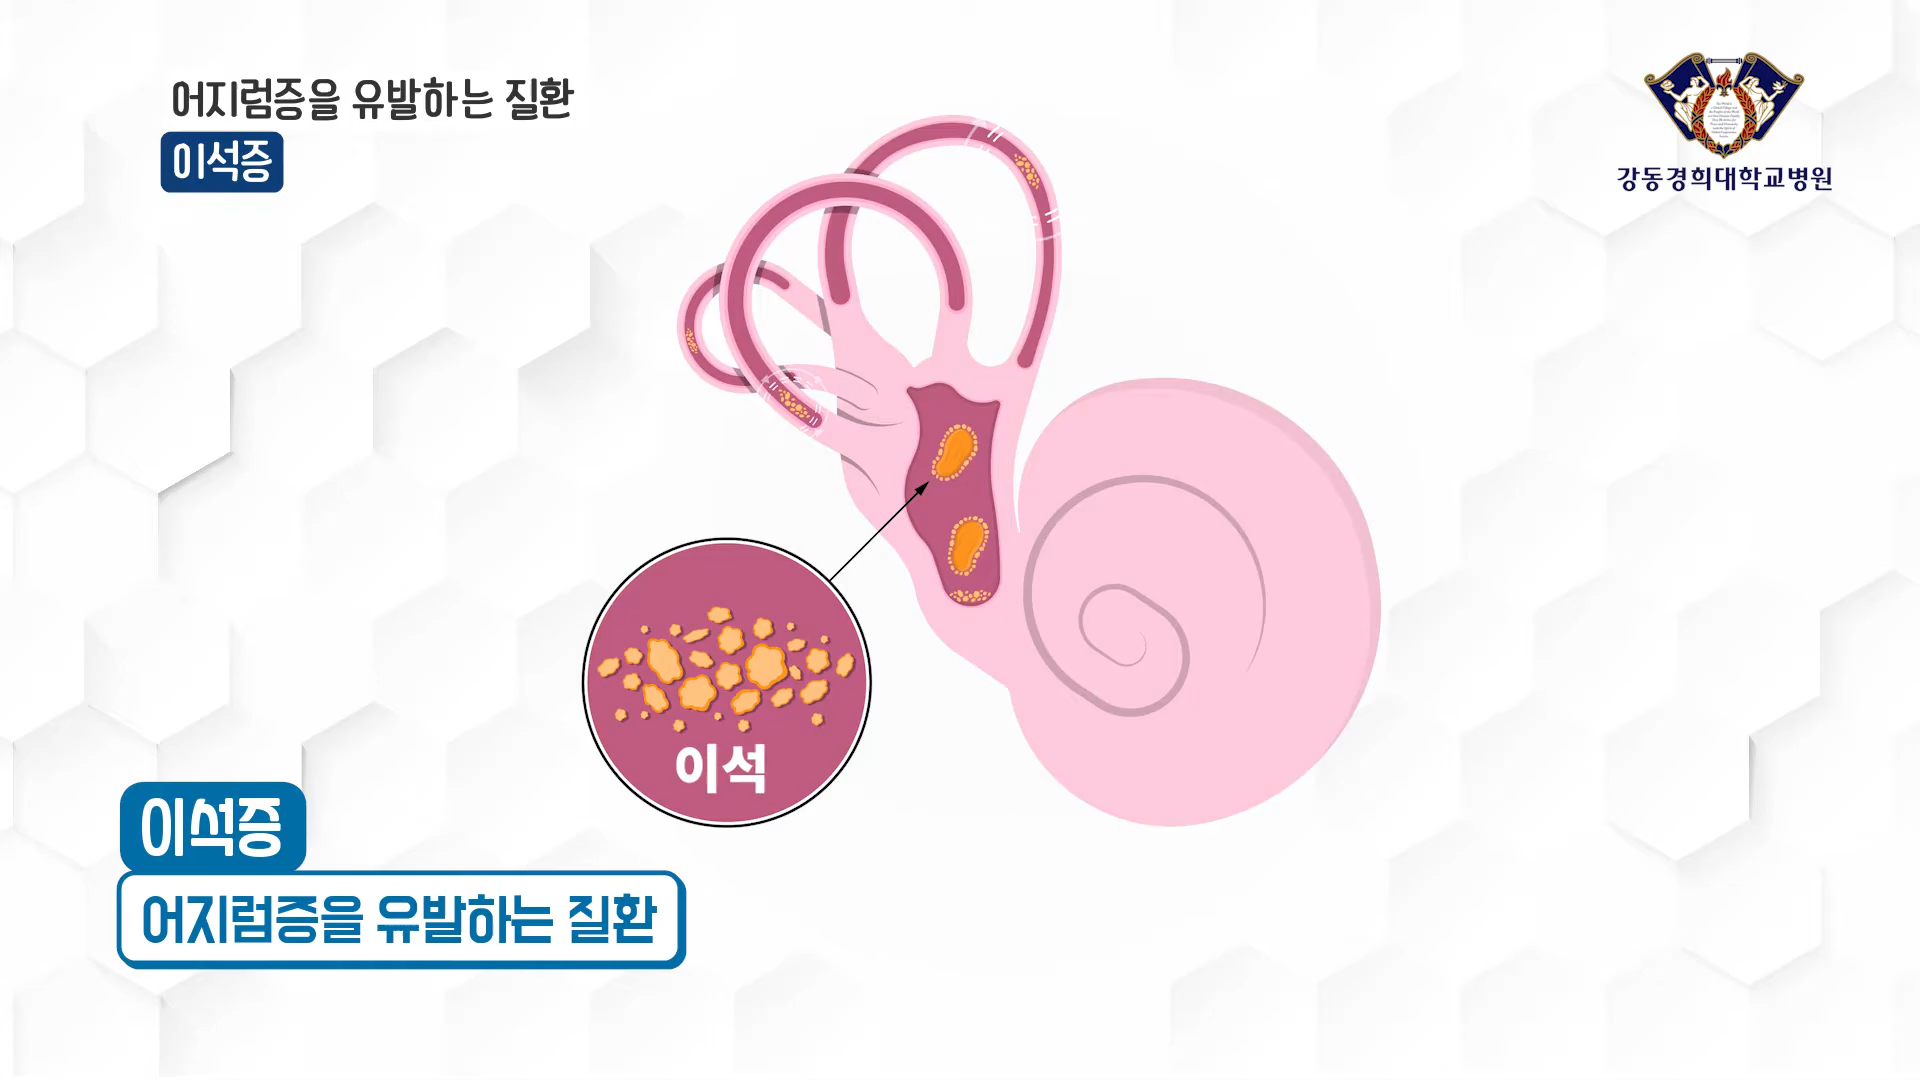 어지럼증을 유발하는 질환
이석증
강동경희대학교병원
이석
이석증
어지럼증을 유발하는 질환